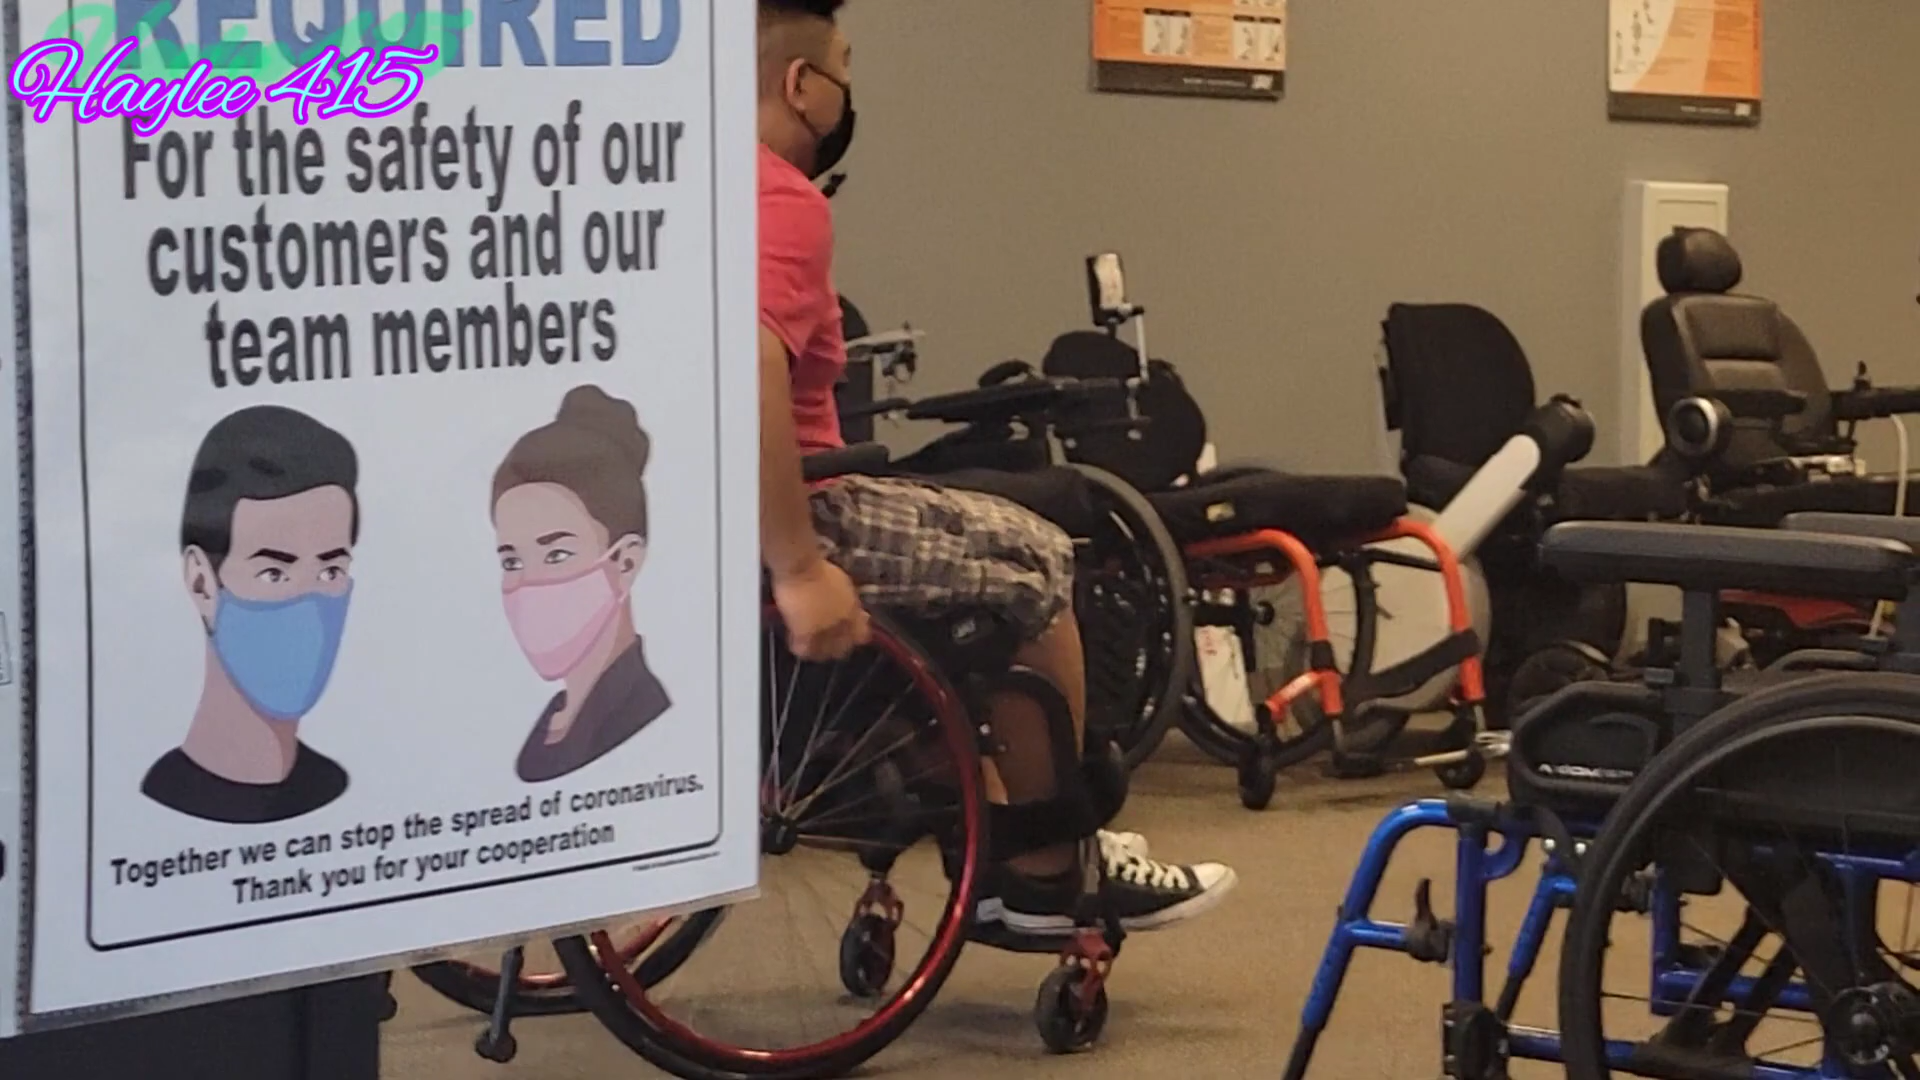 REQUIRED
Haylee 415
For the safety of our
customers and our
team members
Together we can stop the spread of coronavirus.
Thank you for your cooperation